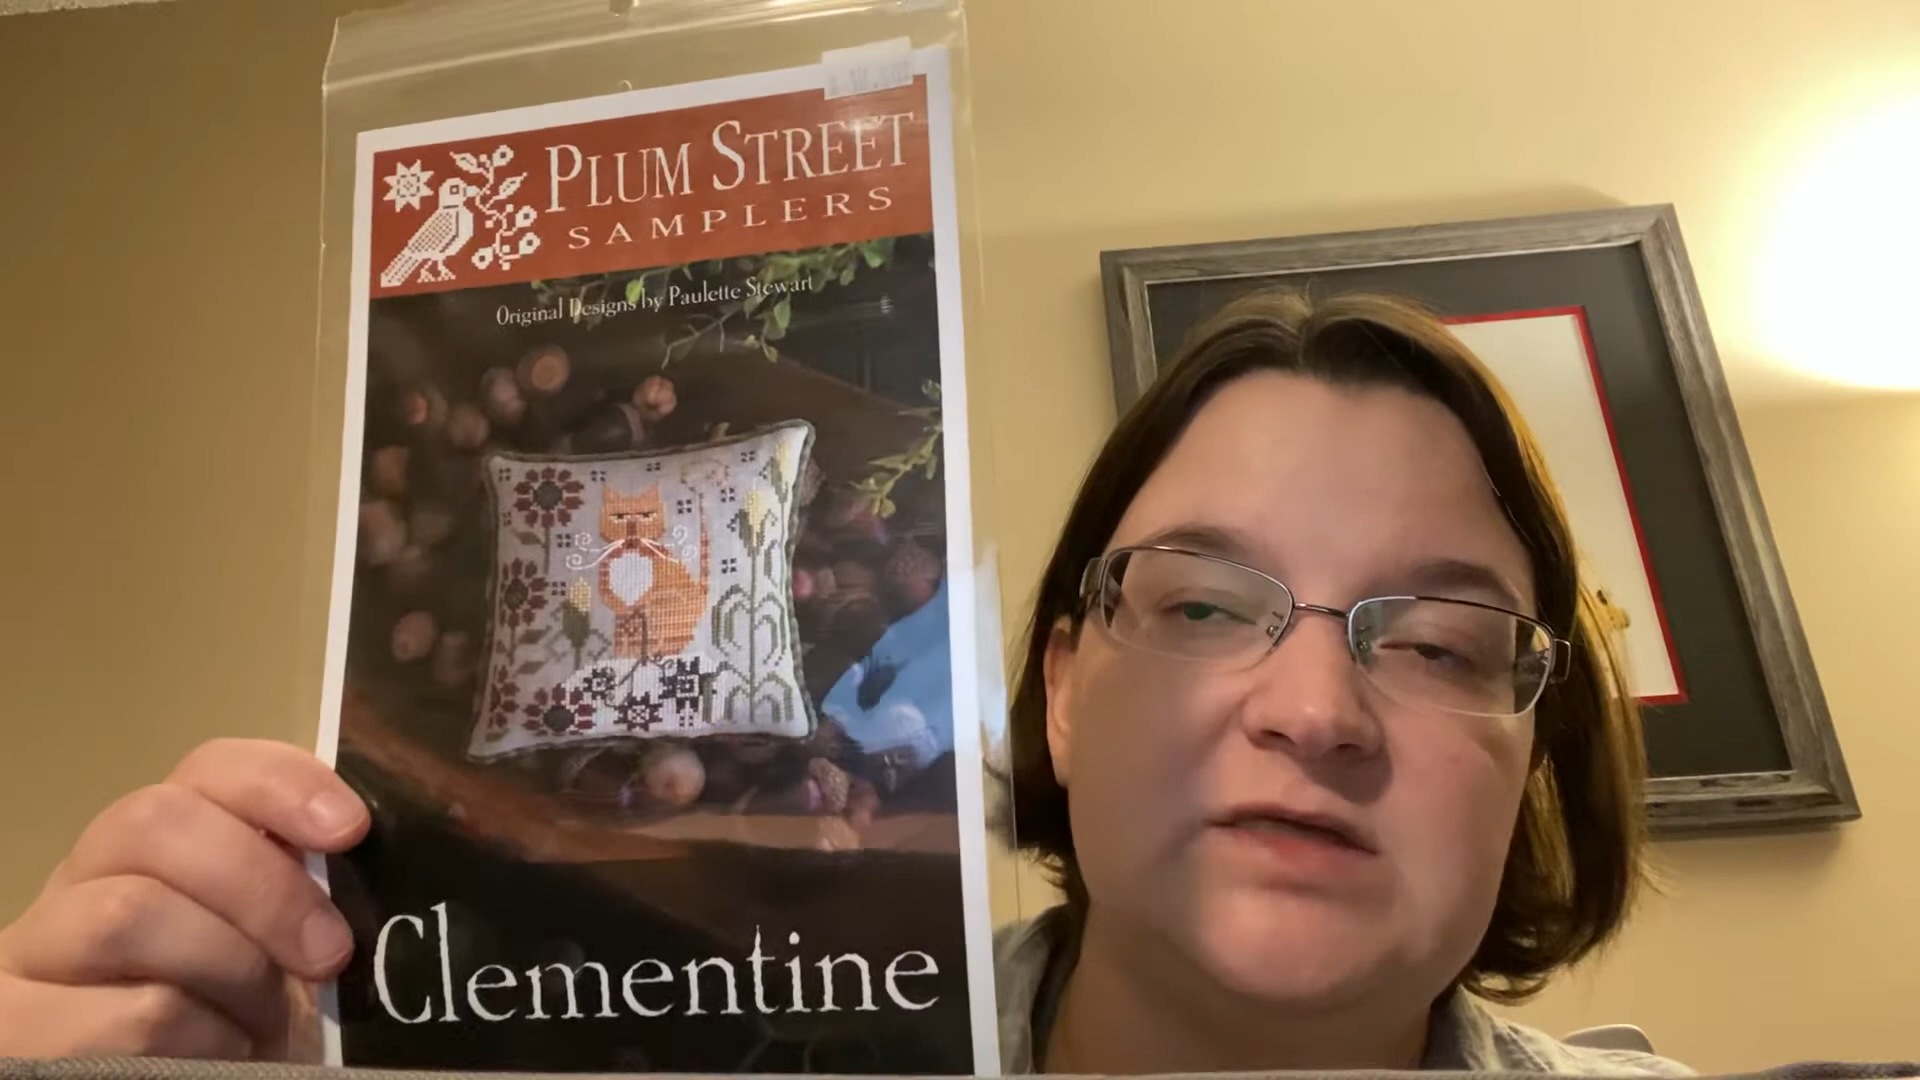 PLUM STREET
SAMPLERS
Original Designs by Paulette Stewart
Clementine